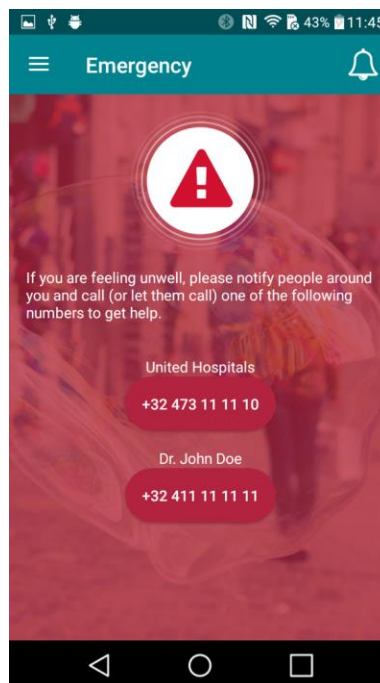 43% 11:45
Emergency
If you are feeling unwell, please notify people around
you and call (or let them call) one of the following
numbers to get help.
United Hospitals
+32 473 11 11 10
Dr. John Doe
+32 411 11 11 11